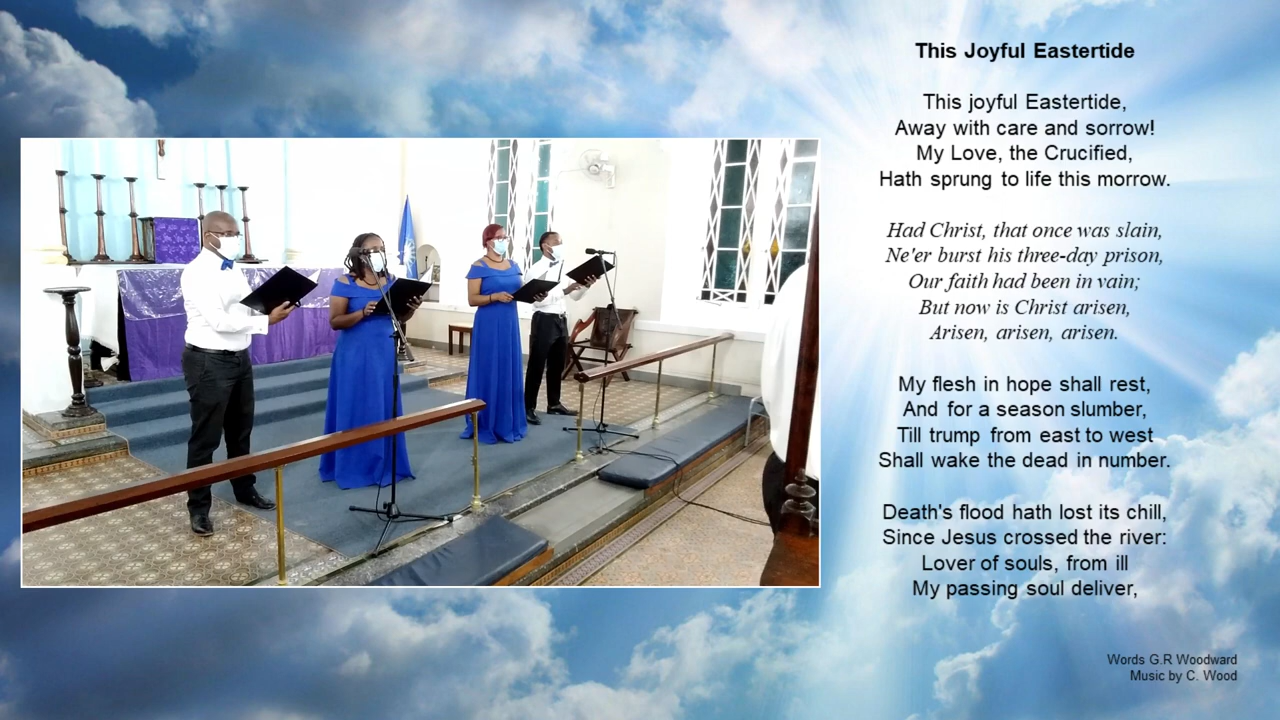 This Joyful Eastertide
This joyful Eastertide,
Away with care and sorrow!
My Love, the Crucified,
Hath sprung to life this morrow.
Had Christ, that once was slain,
Ne'er burst his three-day prison,
Our faith had been in vain;
But now is Christ arisen,
Arisen, arisen, arisen.
My flesh in hope shall rest,
And for a season slumber,
Till trump from east to west
Shall wake the dead in number.
Death's flood hath lost its chill,
Since Jesus crossed the river:
Lover of souls, from ill
My passing soul deliver,
Words G.R Woodward
Music by C. Wood